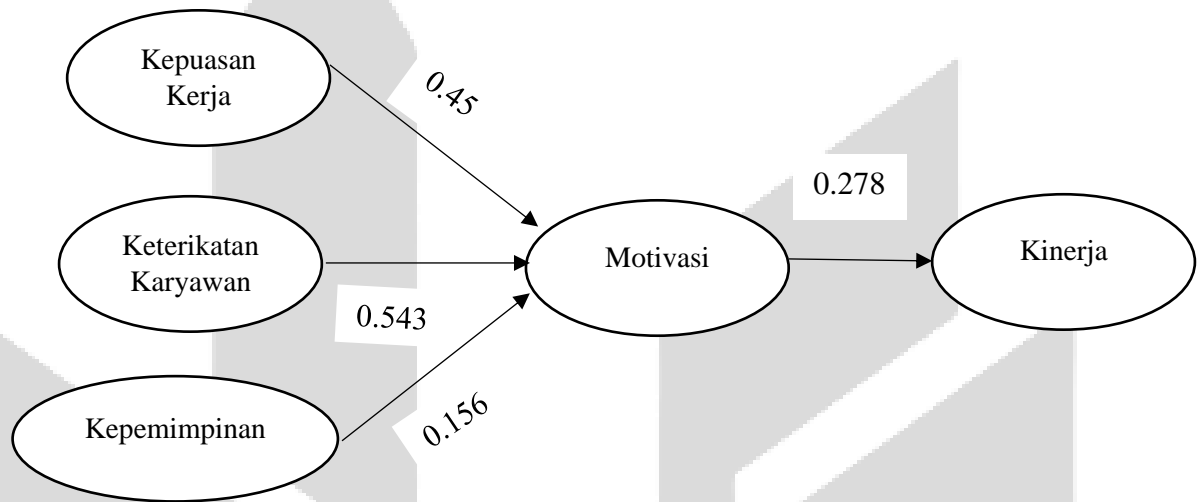 Kepuasan
Kerja
0.45
Keterikatan
Karyawan
0.543
Kepemimpinan
0.156
Motivasi
0.278
Kinerja